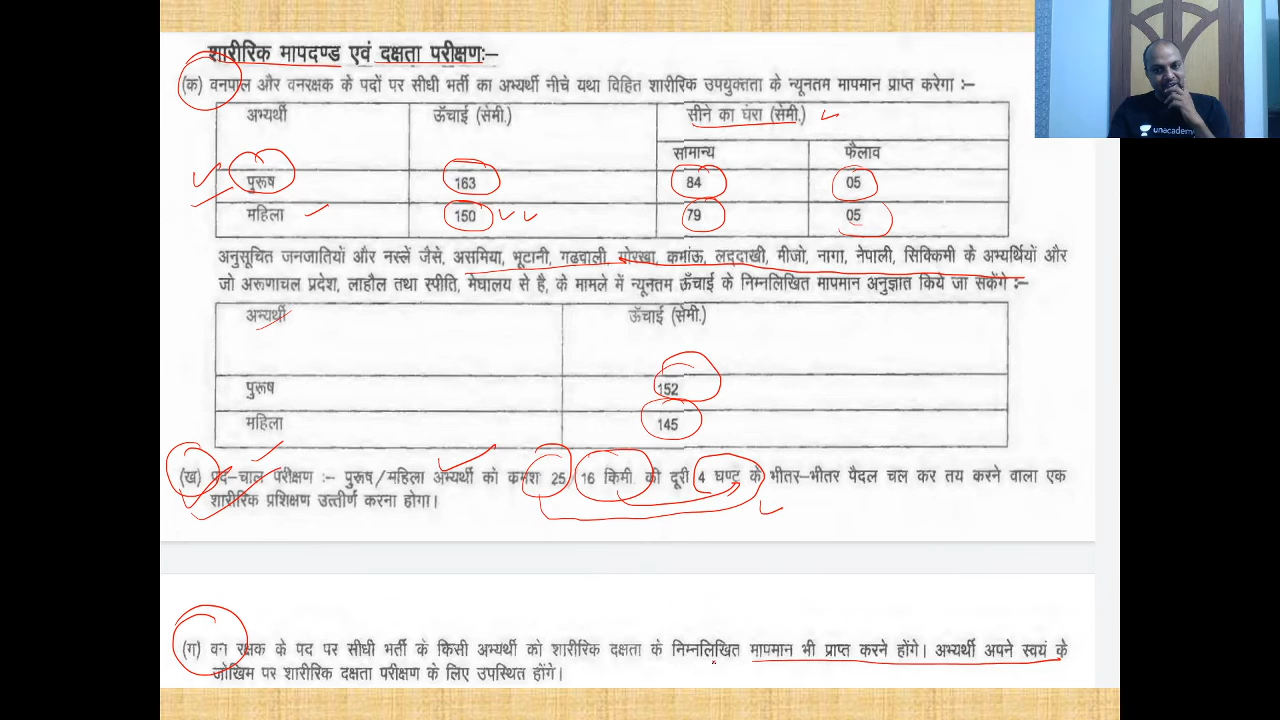 शारीरिक मापदण्ड एवं दक्षता परीक्षणः–
(क) वनपाल और वनरक्षक के पदों पर सीधी भर्ती का अभ्यर्थी नीचे यथा विहित शारीरिक उपयुक्तता के न्यूनतम मापमान प्राप्त करेगा :–
अभ्यर्थी ऊँचाई (सेमी.) सीने का घेरा (सेमी.)
सामान्य फैलाव
पुरूष 163 84 05
महिला 150 79 05
अनुसूचित जनजातियों और नस्लें जैसे, असमिया, भूटानी, गढवाली गोरखा, कुमांऊ, लद्दाखी, मीजो, नागा, नेपाली, सिक्किमी के अभ्यर्थियों और
जो अरूणाचल प्रदेश, लाहौल तथा स्पीति, मेघालय से है, के मामले में न्यूनतम ऊँचाई के निम्नलिखित मापमान अनुज्ञात किये जा सकेंगे :–
अभ्यर्थी ऊँचाई (सेमी.)
पुरूष 152
महिला 145
(ख) पद–चाल परीक्षण :– पुरूष/महिला अभ्यर्थी को कमश 25 16 किमी की दूरी 4 घण्ट के भीतर–भीतर पैदल चल कर तय करने वाला एक
शारीरिक प्रशिक्षण उत्तीर्ण करना होगा।
(ग) वन रक्षक के पद पर सीधी भर्ती के किसी अभ्यर्थी को शारीरिक दक्षता के निम्नलिखित मापमान भी प्राप्त करने होंगे। अभ्यर्थी अपने स्वयं के
जोखिम पर शारीरिक दक्षता परीक्षण के लिए उपस्थित होंगे।
unacademy